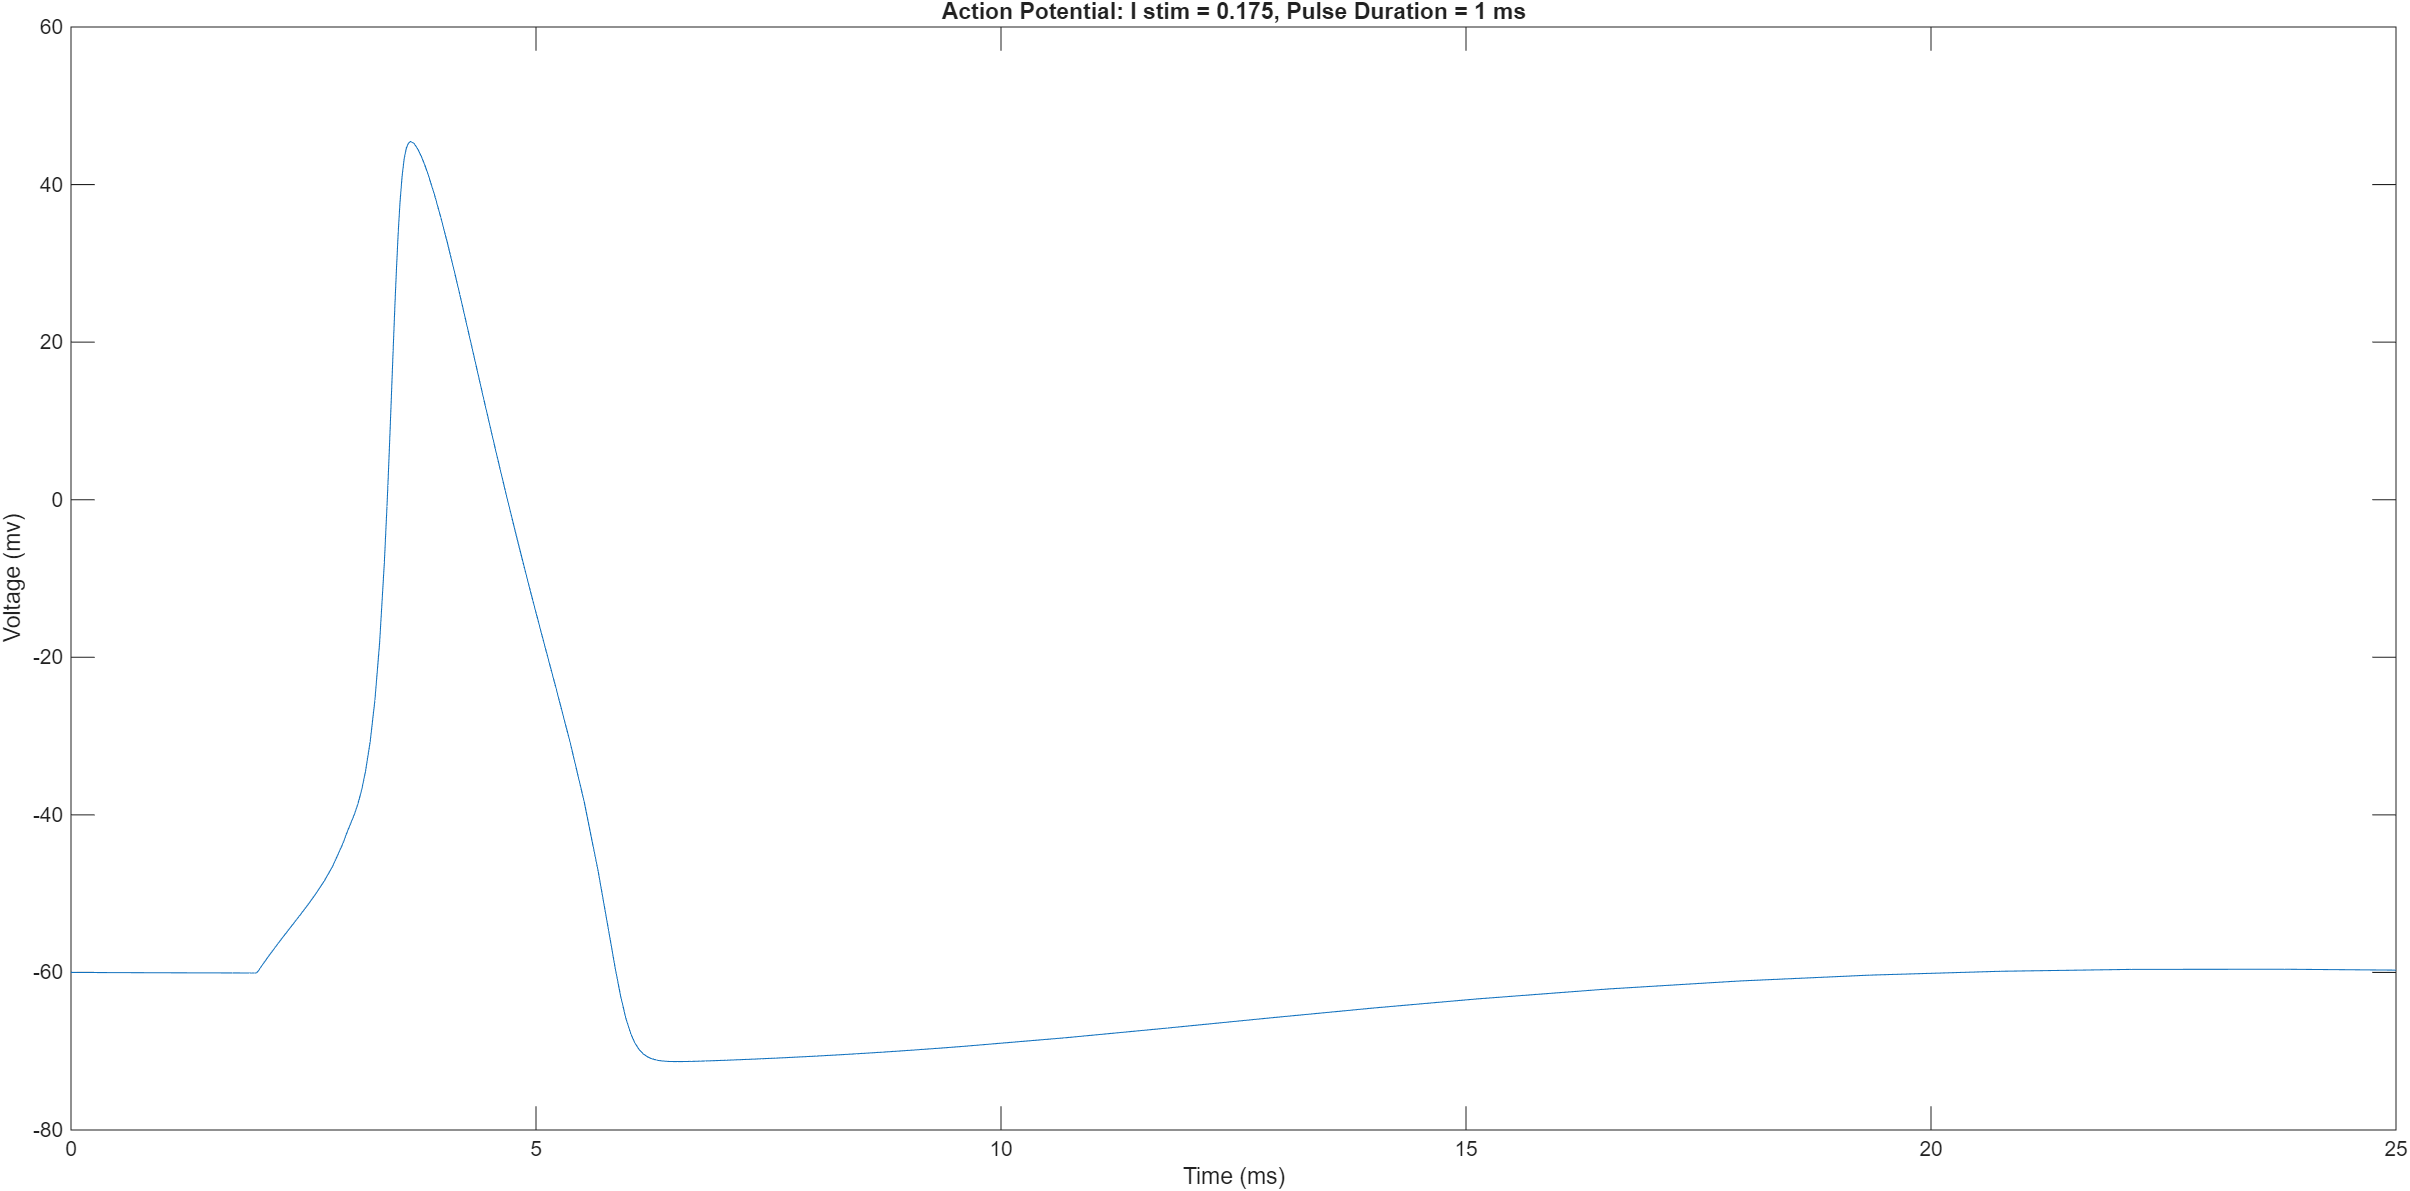 Action Potential: I stim = 0.175, Pulse Duration = 1 ms
60
40
20
0
-20
-40
-60
-80
Voltage (mv)
0 5 10 15 20 25
Time (ms)